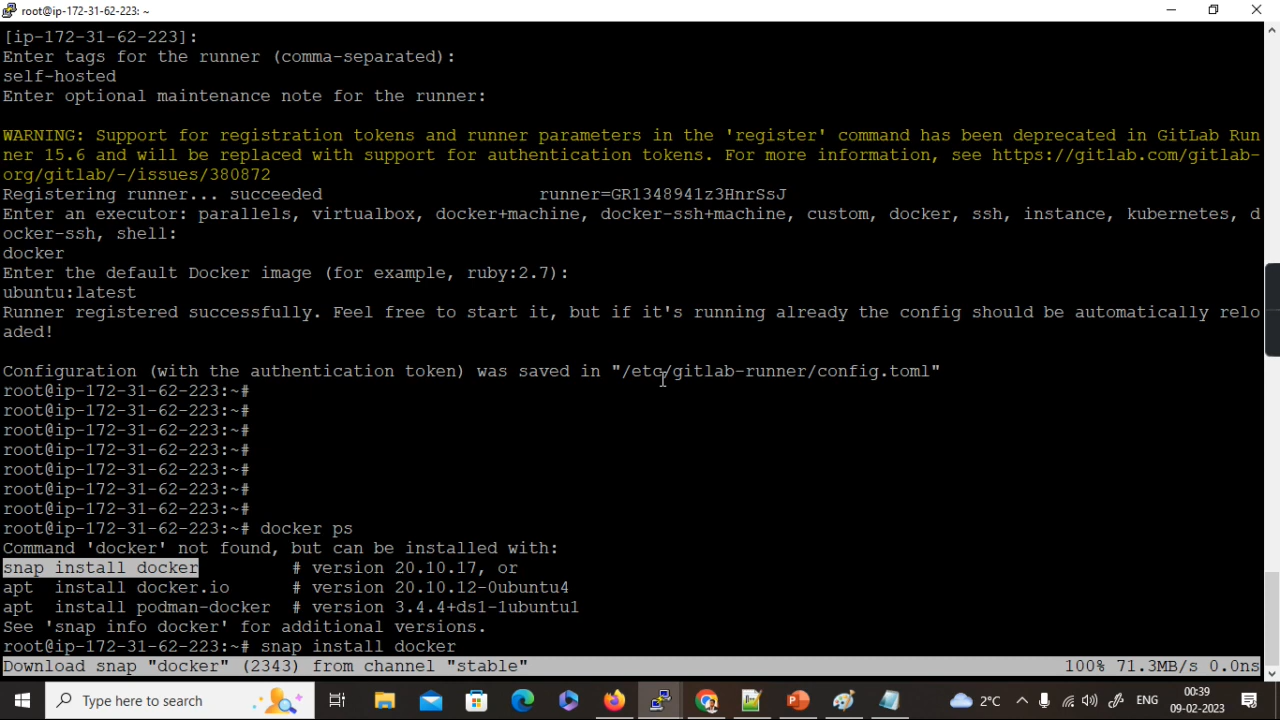 root@ip-172-31-62-223: ~
[ip-172-31-62-223]:
Enter tags for the runner (comma-separated):
self-hosted
Enter optional maintenance note for the runner:
WARNING: Support for registration tokens and runner parameters in the 'register' command has been deprecated in GitLab Run
ner 15.6 and will be replaced with support for authentication tokens. For more information, see https://gitlab.com/gitlab-
org/gitlab/-/issues/380872
Registering runner... succeeded                     runner=GR1348941z3HnrSsJ
Enter an executor: parallels, virtualbox, docker+machine, docker-ssh+machine, custom, docker, ssh, instance, kubernetes, d
ocker-ssh, shell:
docker
Enter the default Docker image (for example, ruby:2.7):
ubuntu:latest
Runner registered successfully. Feel free to start it, but if it's running already the config should be automatically relo
aded!
Configuration (with the authentication token) was saved in "/etc/gitlab-runner/config.toml"
root@ip-172-31-62-223:~#
root@ip-172-31-62-223:~#
root@ip-172-31-62-223:~#
root@ip-172-31-62-223:~#
root@ip-172-31-62-223:~#
root@ip-172-31-62-223:~#
root@ip-172-31-62-223:~#
root@ip-172-31-62-223:~# docker ps
Command 'docker' not found, but can be installed with:
snap install docker         # version 20.10.17, or
apt  install docker.io      # version 20.10.12-0ubuntu4
apt  install podman-docker  # version 3.4.4+ds1-1ubuntu1
See 'snap info docker' for additional versions.
root@ip-172-31-62-223:~# snap install docker
Download snap "docker" (2343) from channel "stable" 100% 71.3MB/s 0.0ns
Type here to search
2°C
ENG
00:39
09-02-2023